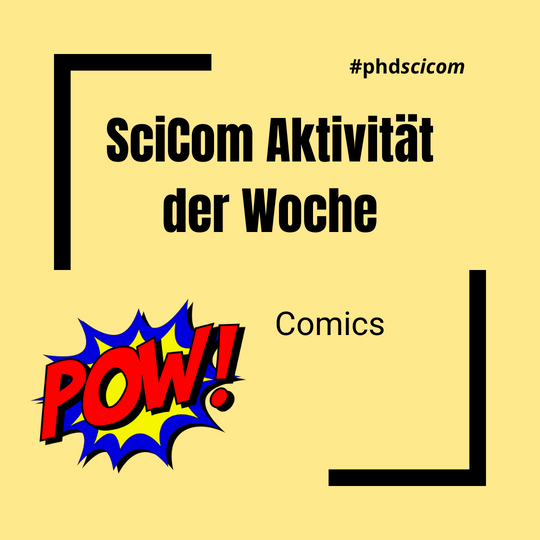 #phdscicom
SciCom Aktivität
der Woche
Comics
POW!